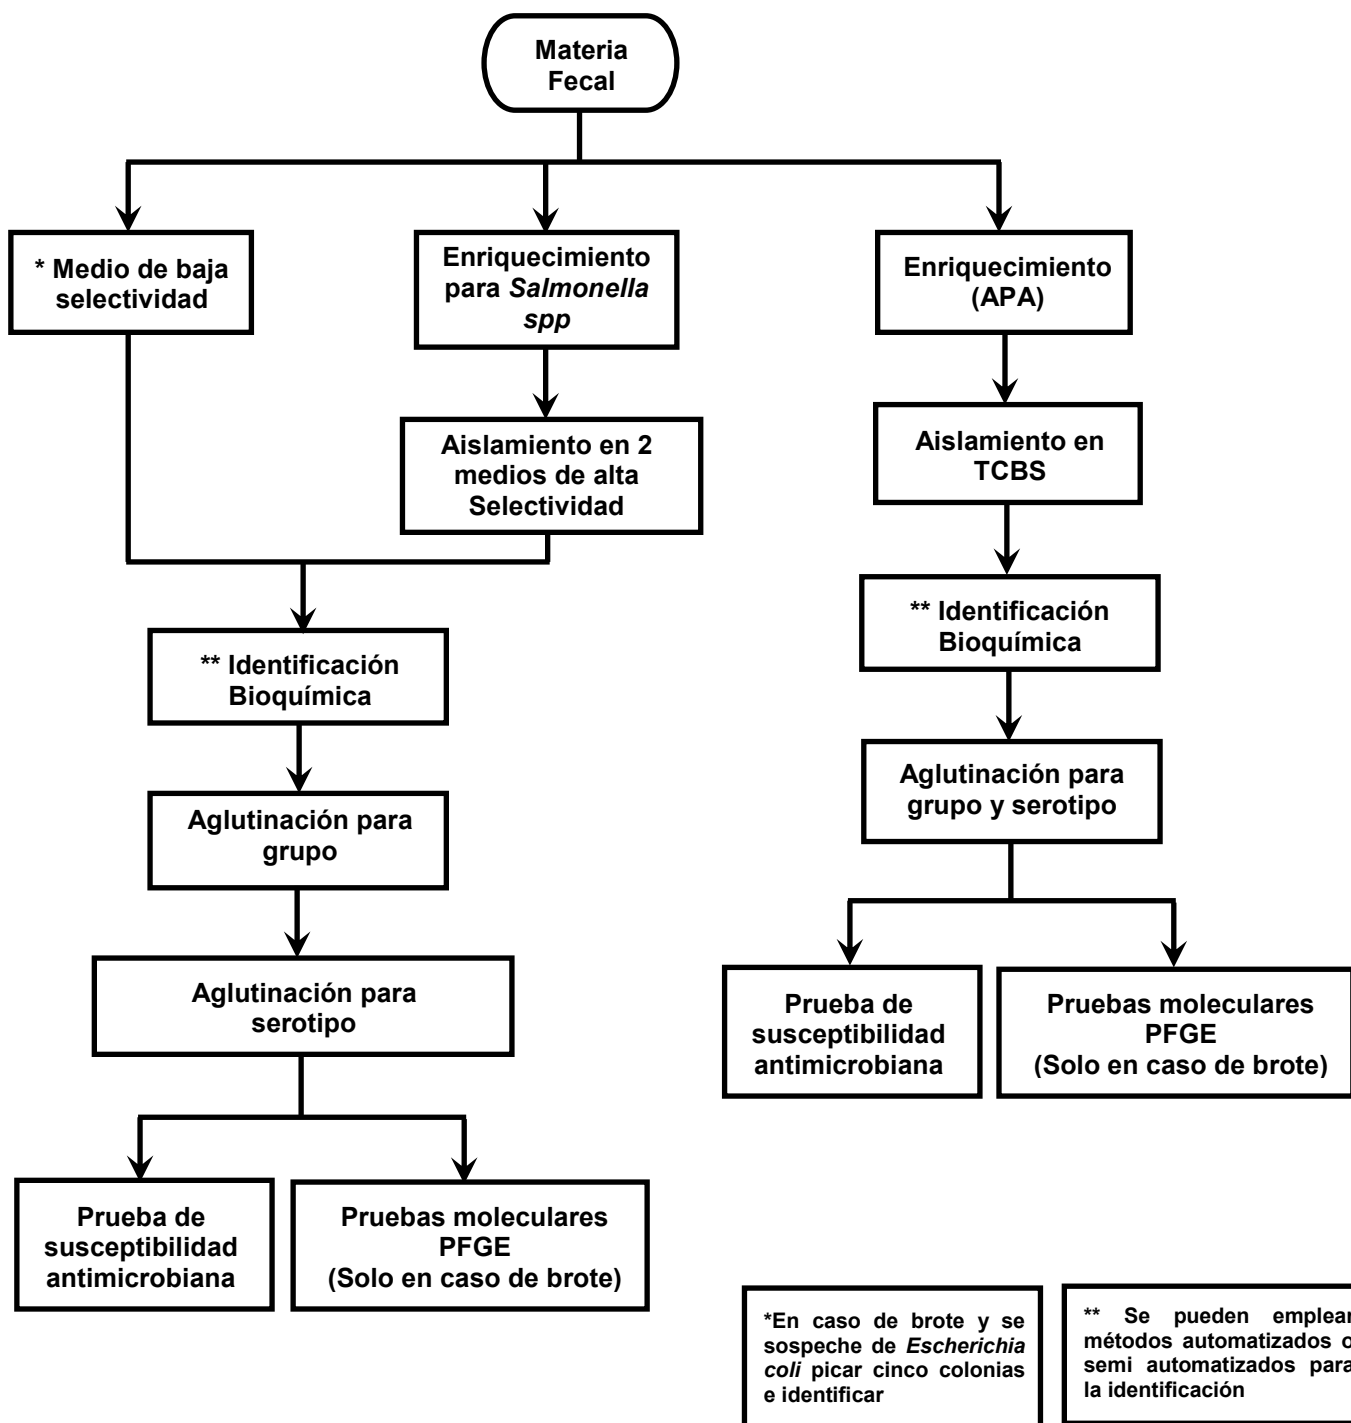 Materia
Fecal
* Medio de baja
selectividad
Enriquecimiento
para Salmonella
spp
Enriquecimiento
(APA)
Aislamiento en 2
medios de alta
Selectividad
Aislamiento en
TCBS
** Identificación
Bioquímica
** Identificación
Bioquímica
Aglutinación para
grupo
Aglutinación para
grupo y serotipo
Aglutinación para
serotipo
Prueba de
susceptibilidad
antimicrobiana
Pruebas moleculares
PFGE
(Solo en caso de brote)
Prueba de
susceptibilidad
antimicrobiana
Pruebas moleculares
PFGE
(Solo en caso de brote)
*En caso de brote y se
sospeche de Escherichia
coli picar cinco colonias
e identificar
** Se pueden emplear
métodos automatizados o
semi automatizados para
la identificación